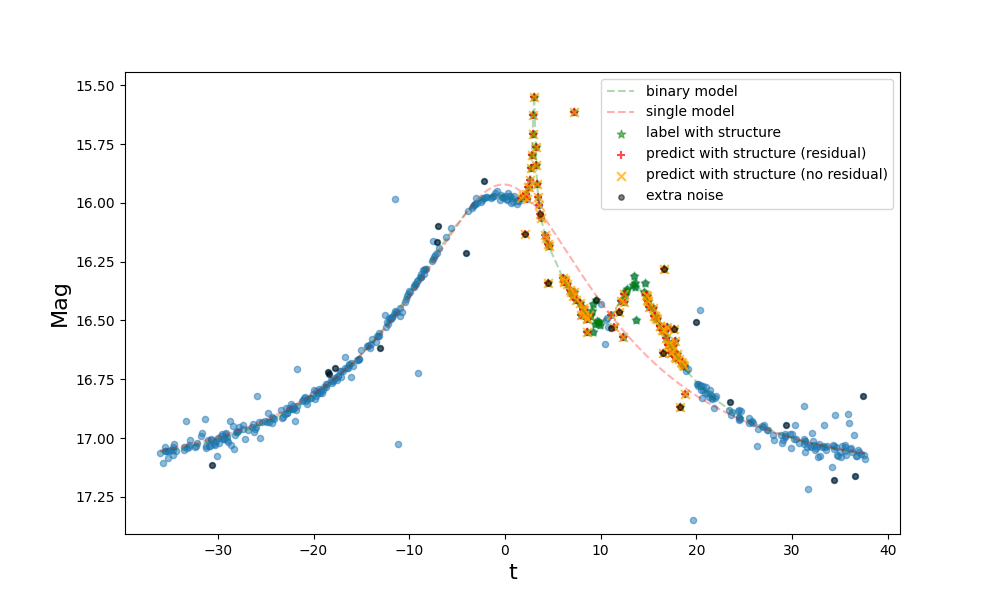 15.50
15.75
16.00
16.25
16.50
16.75
17.00
17.25
Mag
binary model
single model
label with structure
predict with structure (residual)
predict with structure (no residual)
extra noise
−30 −20 −10 0 10 20 30 40
t